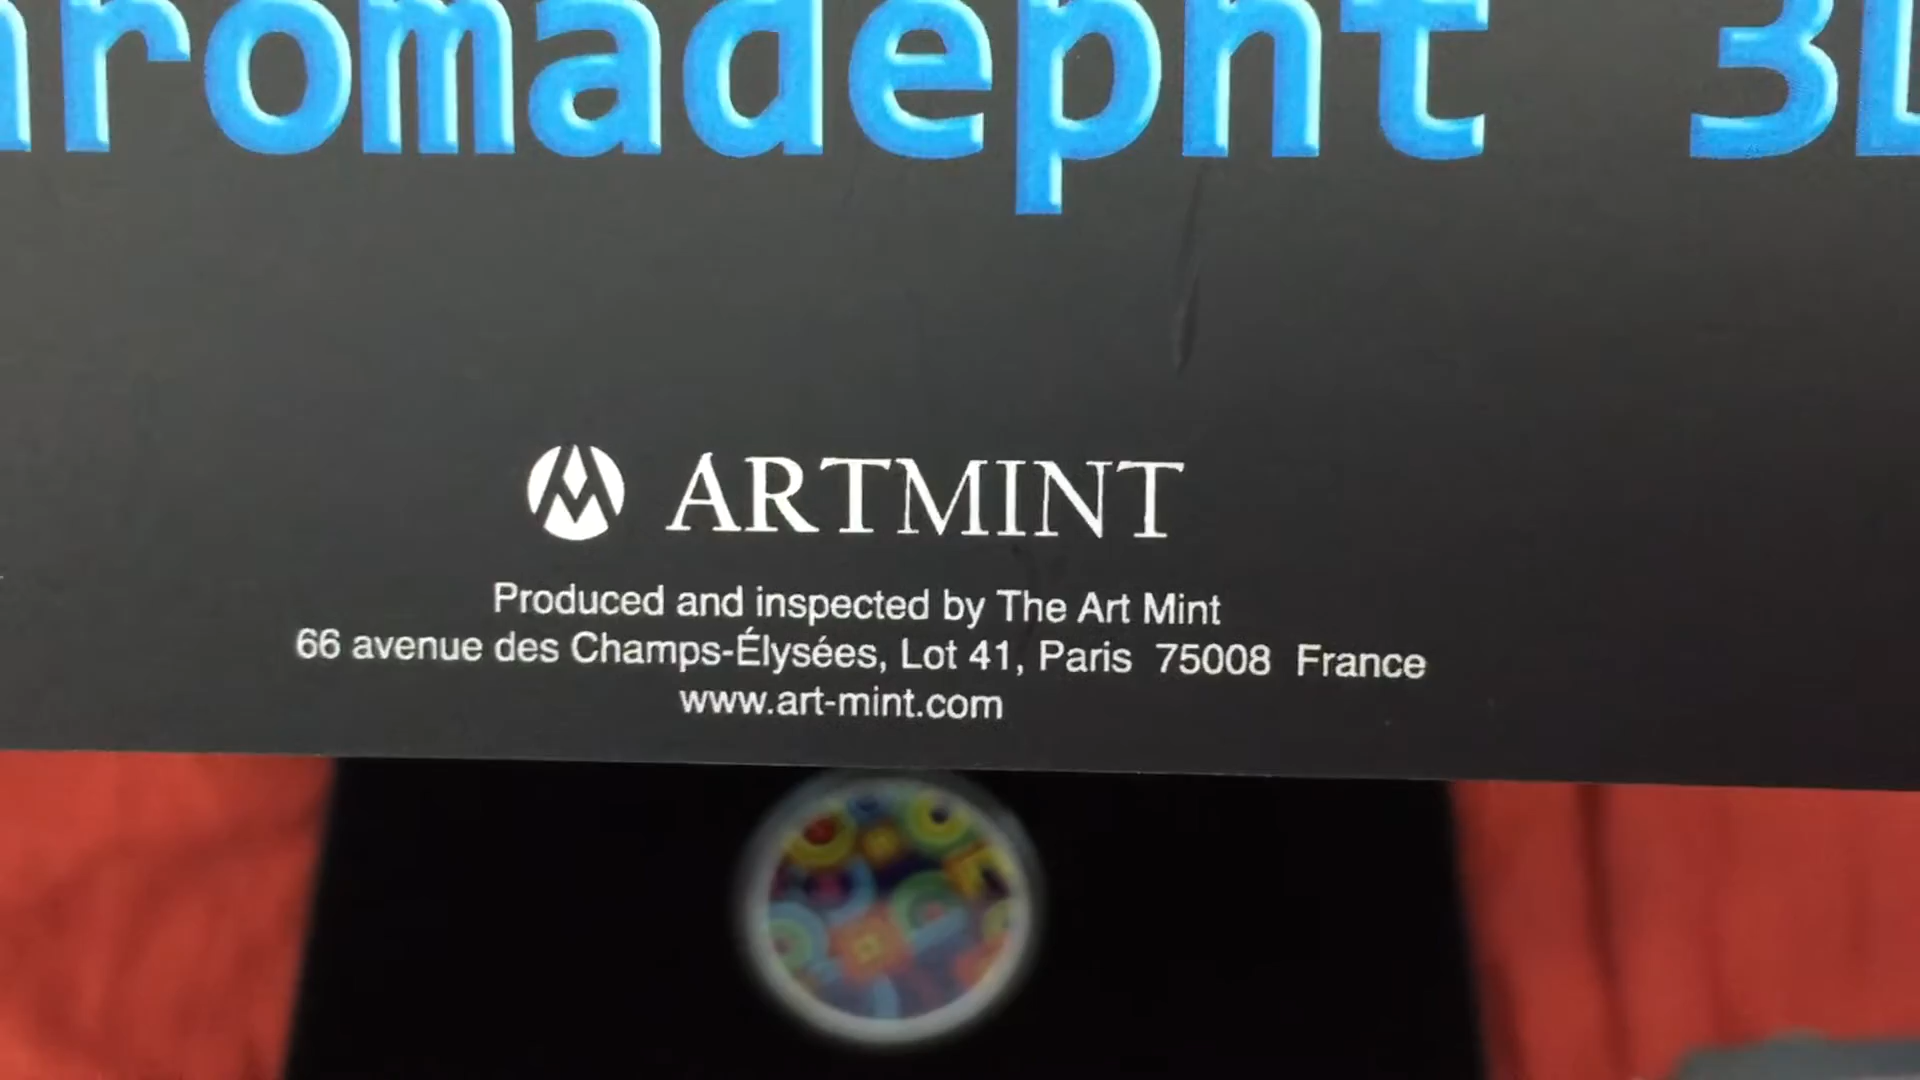 hromadepht 3D
ARTMINT
Produced and inspected by The Art Mint
66 avenue des Champs-Élysées, Lot 41, Paris 75008 France
www.art-mint.com